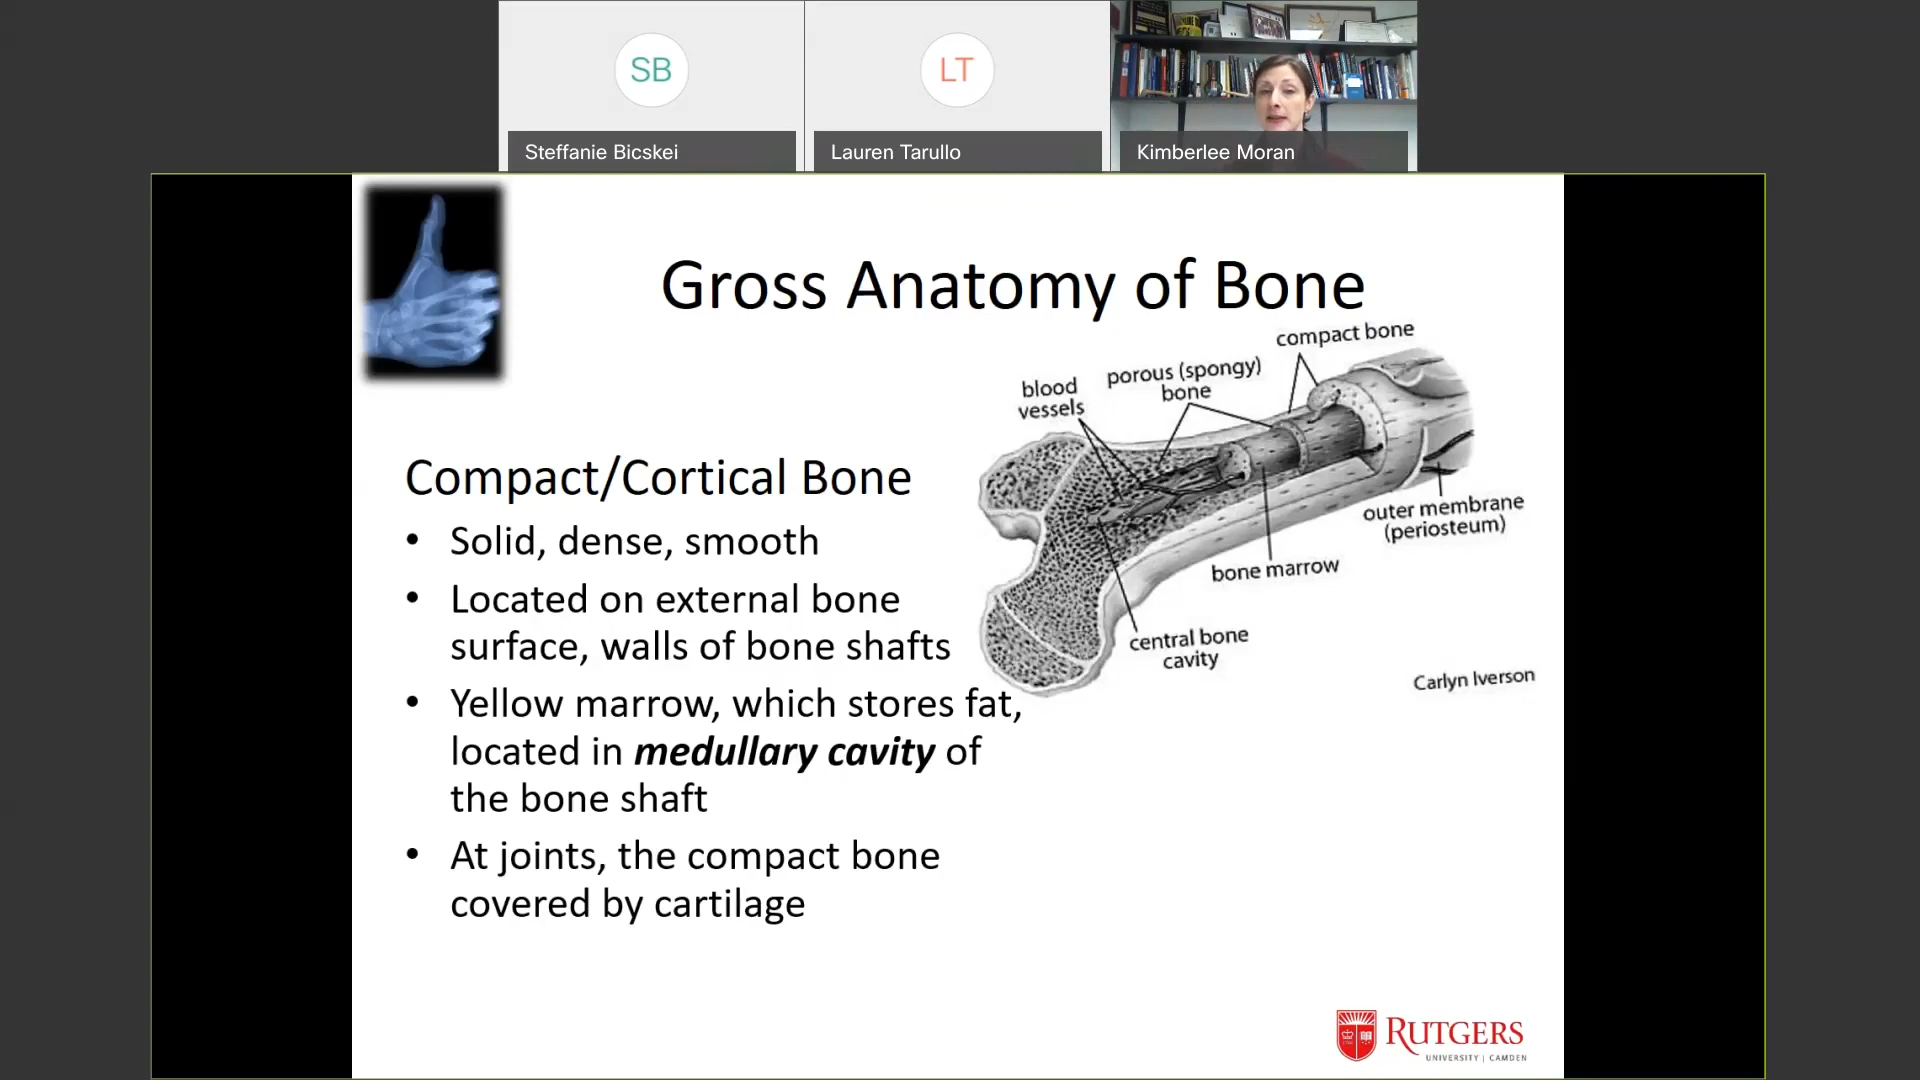 SB
LT
Steffanie Bicskei
Lauren Tarullo
Kimberlee Moran
Gross Anatomy of Bone
compact bone
porous (spongy)
bone
blood
vessels
outer membrane
(periosteum)
bone marrow
central bone
cavity
Carlyn Iverson
Compact/Cortical Bone
• Solid, dense, smooth
• Located on external bone
surface, walls of bone shafts
• Yellow marrow, which stores fat,
located in medullary cavity of
the bone shaft
• At joints, the compact bone
covered by cartilage
RUTGERS
UNIVERSITY | CAMDEN